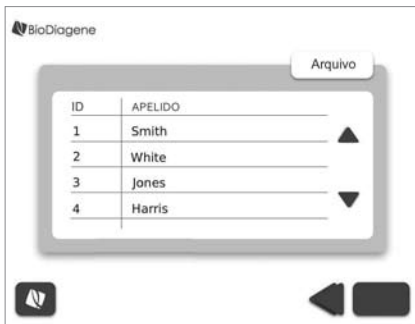 BioDiagene
Arquivo
ID APELIDO
1 Smith
2 White
3 Jones
4 Harris